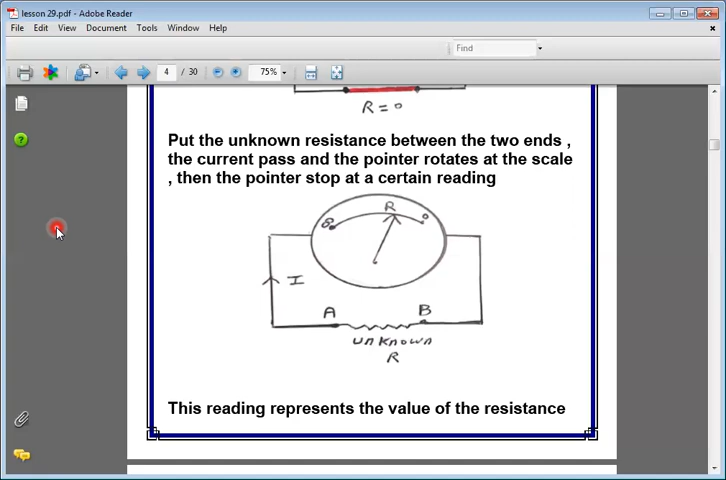 lesson 29.pdf - Adobe Reader
File Edit View Document Tools Window Help
Find
4 / 30 75%
R = 0
Put the unknown resistance between the two ends ,
the current pass and the pointer rotates at the scale
, then the pointer stop at a certain reading
∞ R 0
I
A B
unknown
R
This reading represents the value of the resistance